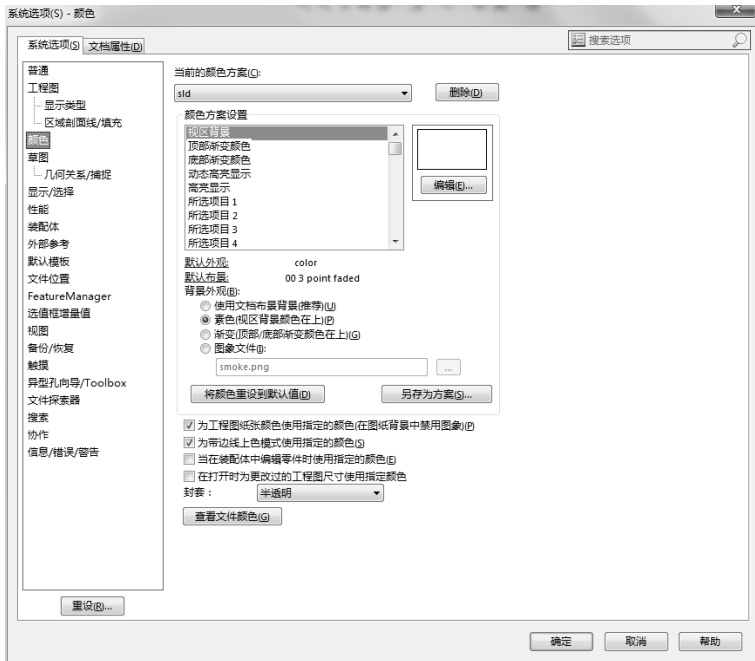 系统选项(S) - 颜色
系统选项(S) 文档属性(D)
搜索选项
普通
工程图
显示类型
区域剖面线/填充
颜色
草图
几何关系/捕捉
显示/选择
性能
装配体
外部参考
默认模板
文件位置
FeatureManager
选值框增量值
视图
备份/恢复
触摸
异型孔向导/Toolbox
文件探索器
搜索
协作
信息/错误/警告
重设(R)...
当前的颜色方案(C):
sld
删除(D)
颜色方案设置
视区背景
顶部渐变颜色
底部渐变颜色
动态高亮显示
高亮显示
所选项目 1
所选项目 2
所选项目 3
所选项目 4
编辑(E)...
默认外观: color
默认布景: 00 3 point faded
背景外观(B):
使用文档布景背景(推荐)(U)
素色(视区背景颜色在上)(P)
渐变(顶部/底部渐变颜色在上)(G)
图象文件(I):
smoke.png
...
将颜色重设到默认值(D) 另存为方案(S)...
为工程图纸张颜色使用指定的颜色(在图纸背景中禁用图象)(P)
为带边线上色模式使用指定的颜色(S)
当在装配体中编辑零件时使用指定的颜色(E)
在打开时为更改过的工程图尺寸使用指定颜色
封套： 半透明
查看文件颜色(G)
确定 取消 帮助